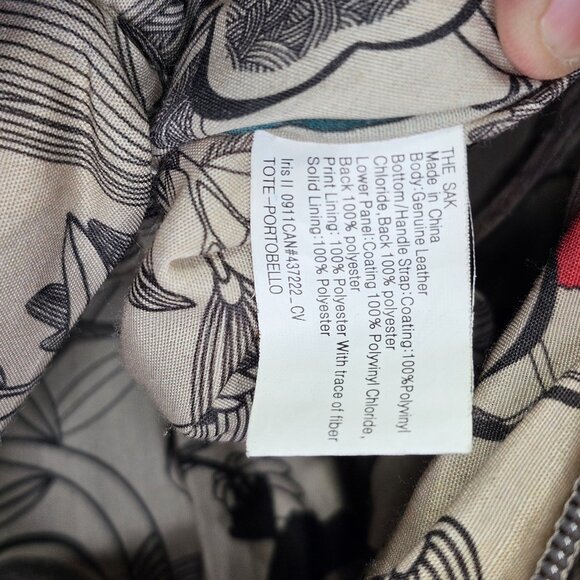 THE SAK
Made in China
Body:Genuine Leather
Bottom/Handle Strap:Coating:100%Polyvinyl
Chloride,Back 100% polyester
Lower Panel:Coating 100% Polyvinyl Chloride,
Back 100% polyester
Print Lining:100% Polyester With trace of fiber
Solid Lining:100% Polyester
Iris II 0911CAN#437222_CV
TOTE-PORTOBELLO